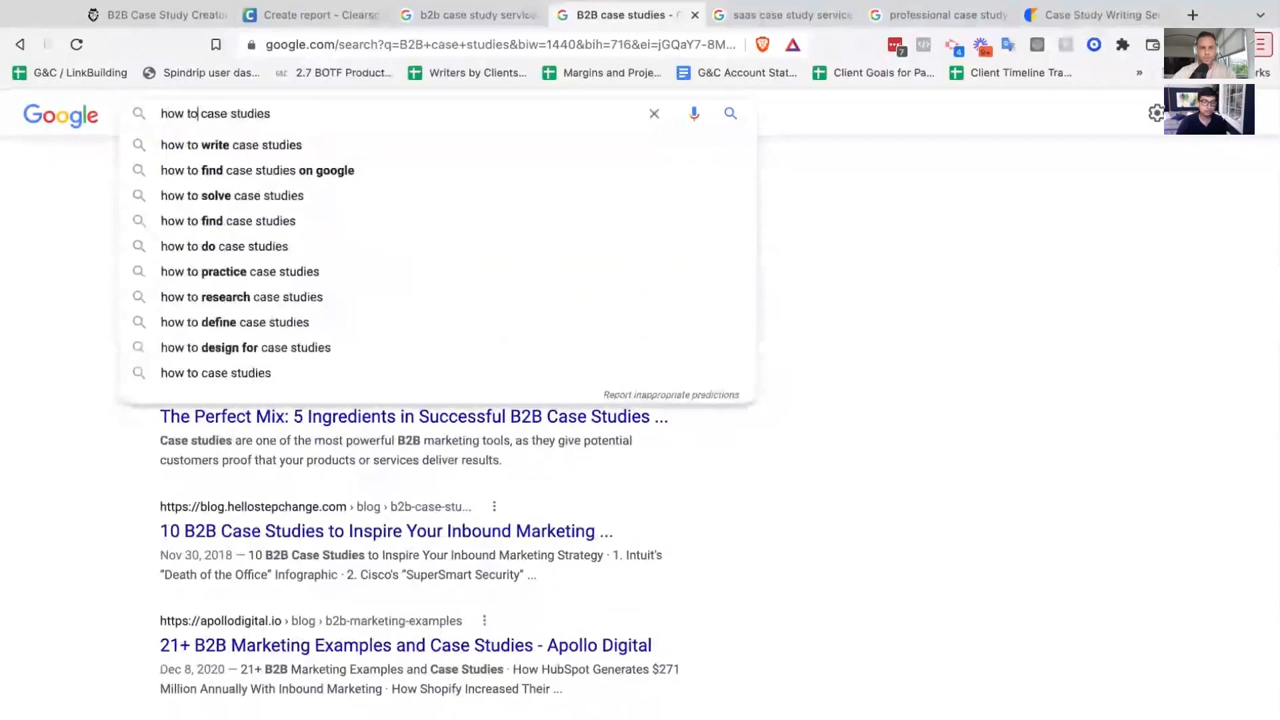 B2B Case Study Creator
Create report - Clearsc
b2b case study service
B2B case studies - G
saas case study service
professional case study
Case Study Writing Se
google.com/search?q=B2B+case+studies&biw=1440&bih=716&ei=jGQaY7-8M...
7
4
9+
G&C / LinkBuilding
Spindrip user das...
2.7 BOTF Product...
Writers by Clients...
Margins and Proje...
G&C Account Stat...
Client Goals for Pa...
Client Timeline Tra...
»
rks
Google
how to case studies
how to write case studies
how to find case studies on google
how to solve case studies
how to find case studies
how to do case studies
how to practice case studies
how to research case studies
how to define case studies
how to design for case studies
how to case studies
Report inappropriate predictions
The Perfect Mix: 5 Ingredients in Successful B2B Case Studies ...
Case studies are one of the most powerful B2B marketing tools, as they give potential
customers proof that your products or services deliver results.
https://blog.hellostepchange.com › blog › b2b-case-stu...
10 B2B Case Studies to Inspire Your Inbound Marketing ...
Nov 30, 2018 — 10 B2B Case Studies to Inspire Your Inbound Marketing Strategy · 1. Intuit's
"Death of the Office" Infographic · 2. Cisco's "SuperSmart Security" ...
https://apollodigital.io › blog › b2b-marketing-examples
21+ B2B Marketing Examples and Case Studies - Apollo Digital
Dec 8, 2020 — 21+ B2B Marketing Examples and Case Studies · How HubSpot Generates $271
Million Annually With Inbound Marketing · How Shopify Increased Their ...